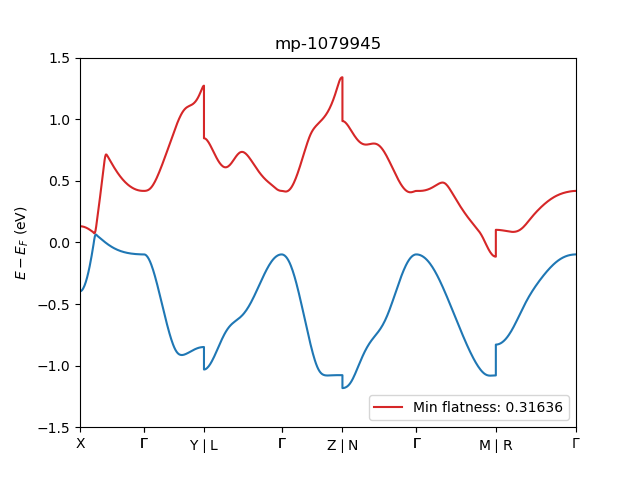 mp-1079945
E − E_F (eV)
1.5
1.0
0.5
0.0
−0.5
−1.0
−1.5
X
Γ
Y | L
Γ
Z | N
Γ
M | R
Γ
Min flatness: 0.31636